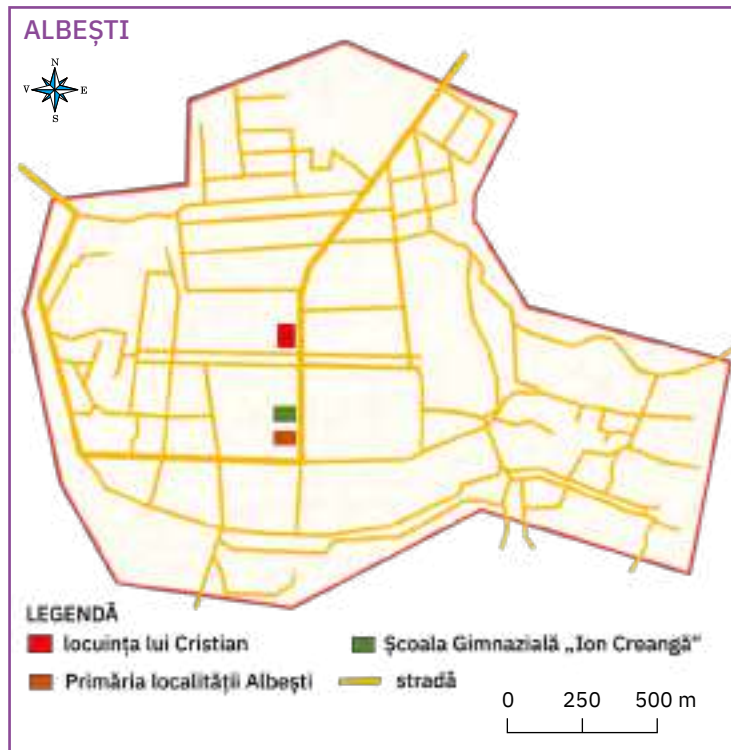 ALBEȘTI
N
V E
S
LEGENDĂ
locuința lui Cristian
Școala Gimnazială „Ion Creangă”
Primăria localității Albești
stradă
0 250 500 m